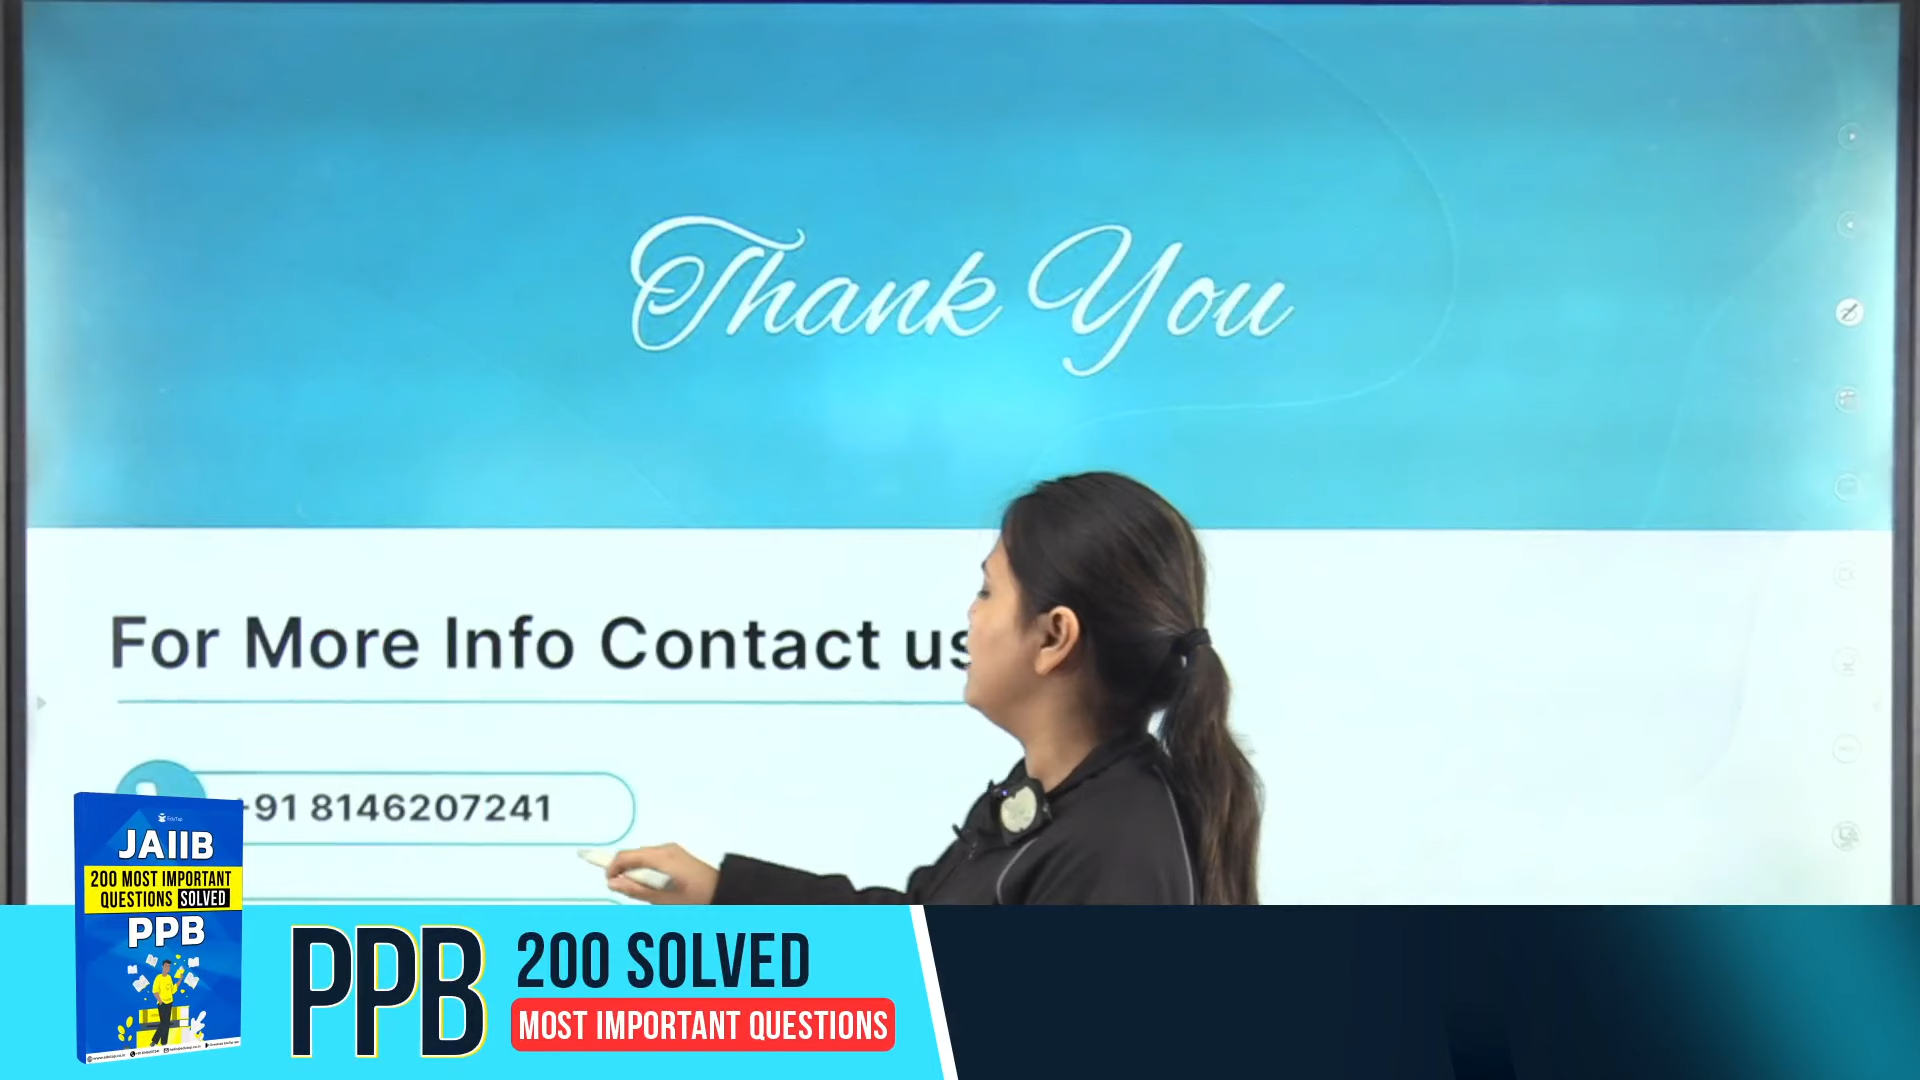 Thank You
For More Info Contact us
+91 8146207241
EduTap
JAIIB
200 MOST IMPORTANT
QUESTIONS SOLVED
PPB
PPB
200 SOLVED
MOST IMPORTANT QUESTIONS